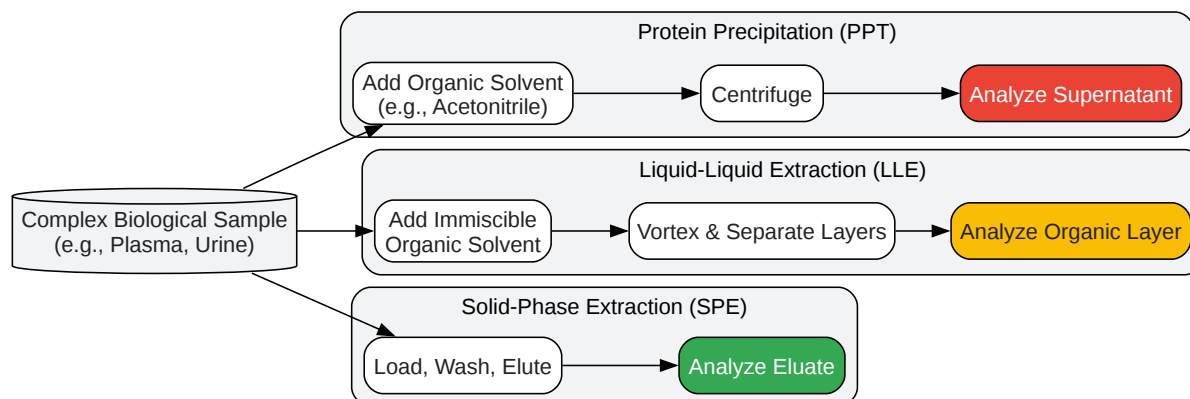 Protein Precipitation (PPT)
Add Organic Solvent
(e.g., Acetonitrile)
Centrifuge
Analyze Supernatant
Liquid-Liquid Extraction (LLE)
Complex Biological Sample
(e.g., Plasma, Urine)
Add Immiscible
Organic Solvent
Vortex & Separate Layers
Analyze Organic Layer
Solid-Phase Extraction (SPE)
Load, Wash, Elute
Analyze Eluate